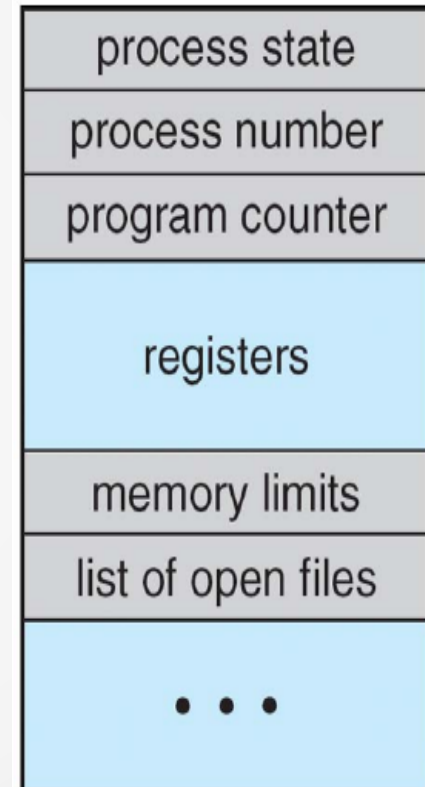 process state
process number
program counter
registers
memory limits
list of open files
• • •